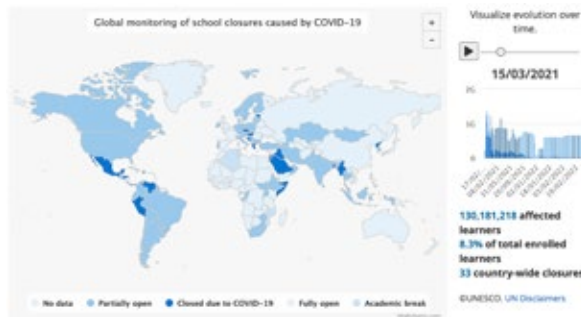 Global monitoring of school closures caused by COVID-19
+
-
No data
Partially open
Closed due to COVID-19
Fully open
Academic break
Visualize evolution over
time.
15/03/2021
130,181,218 affected
learners
8.3% of total enrolled
learners
33 country-wide closures
©UNESCO. UN Disclaimers